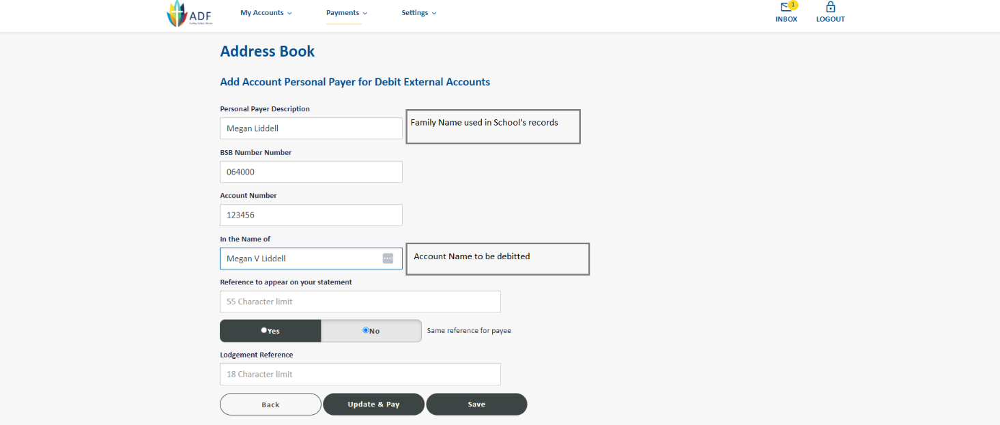 ADF
My Accounts
Payments
Settings
1
INBOX
LOGOUT
Address Book
Add Account Personal Payer for Debit External Accounts
Personal Payer Description
Megan Liddell
Family Name used in School's records
BSB Number Number
064000
Account Number
123456
In the Name of
Megan V Liddell
Account Name to be debitted
Reference to appear on your statement
55 Character limit
Yes
No
Same reference for payee
Lodgement Reference
18 Character limit
Back
Update & Pay
Save